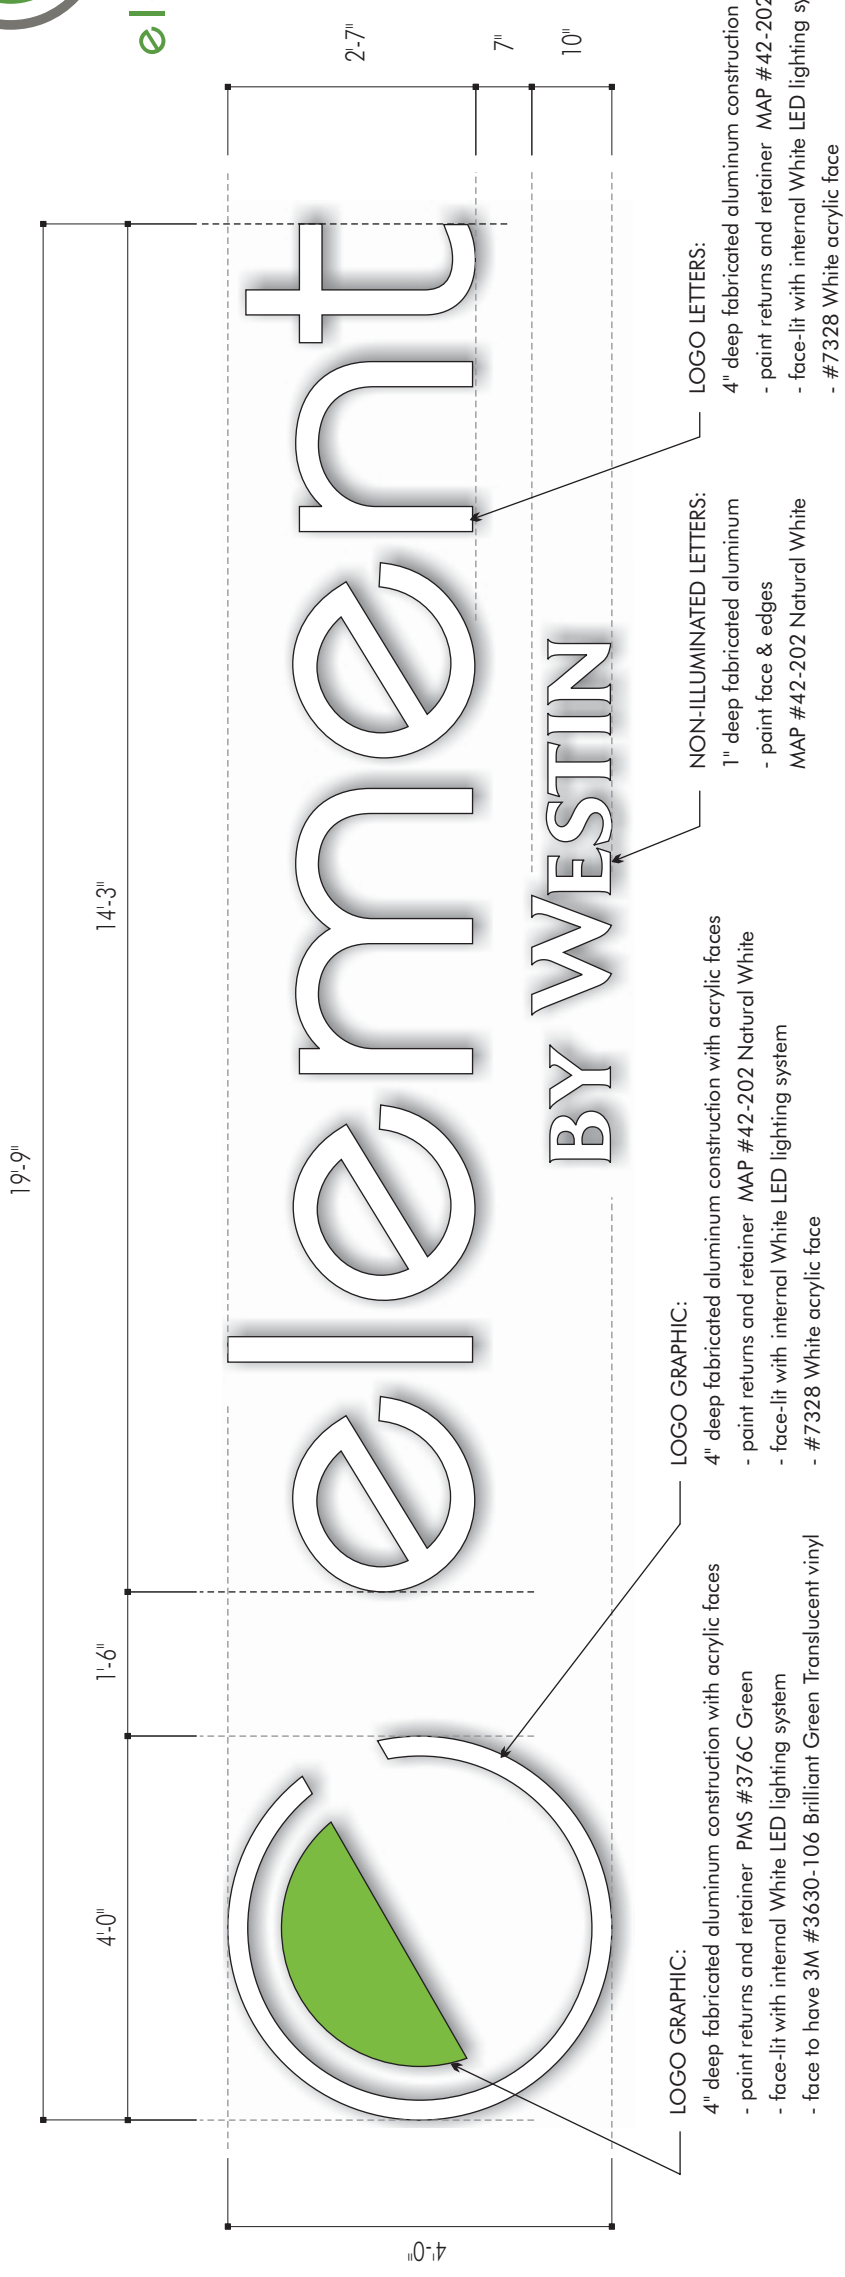 el
19'-9"
4'-0"
1'-6"
14'-3"
2'-7"
7"
10"
4'-0"
element
BY WESTIN
LOGO GRAPHIC:
4" deep fabricated aluminum construction with acrylic faces
- paint returns and retainer PMS #376C Green
- face-lit with internal White LED lighting system
- face to have 3M #3630-106 Brilliant Green Translucent vinyl
LOGO GRAPHIC:
4" deep fabricated aluminum construction with acrylic faces
- paint returns and retainer MAP #42-202 Natural White
- face-lit with internal White LED lighting system
- #7328 White acrylic face
NON-ILLUMINATED LETTERS:
1" deep fabricated aluminum
- paint face & edges
MAP #42-202 Natural White
LOGO LETTERS:
4" deep fabricated aluminum construction
- paint returns and retainer MAP #42-202
- face-lit with internal White LED lighting sy
- #7328 White acrylic face